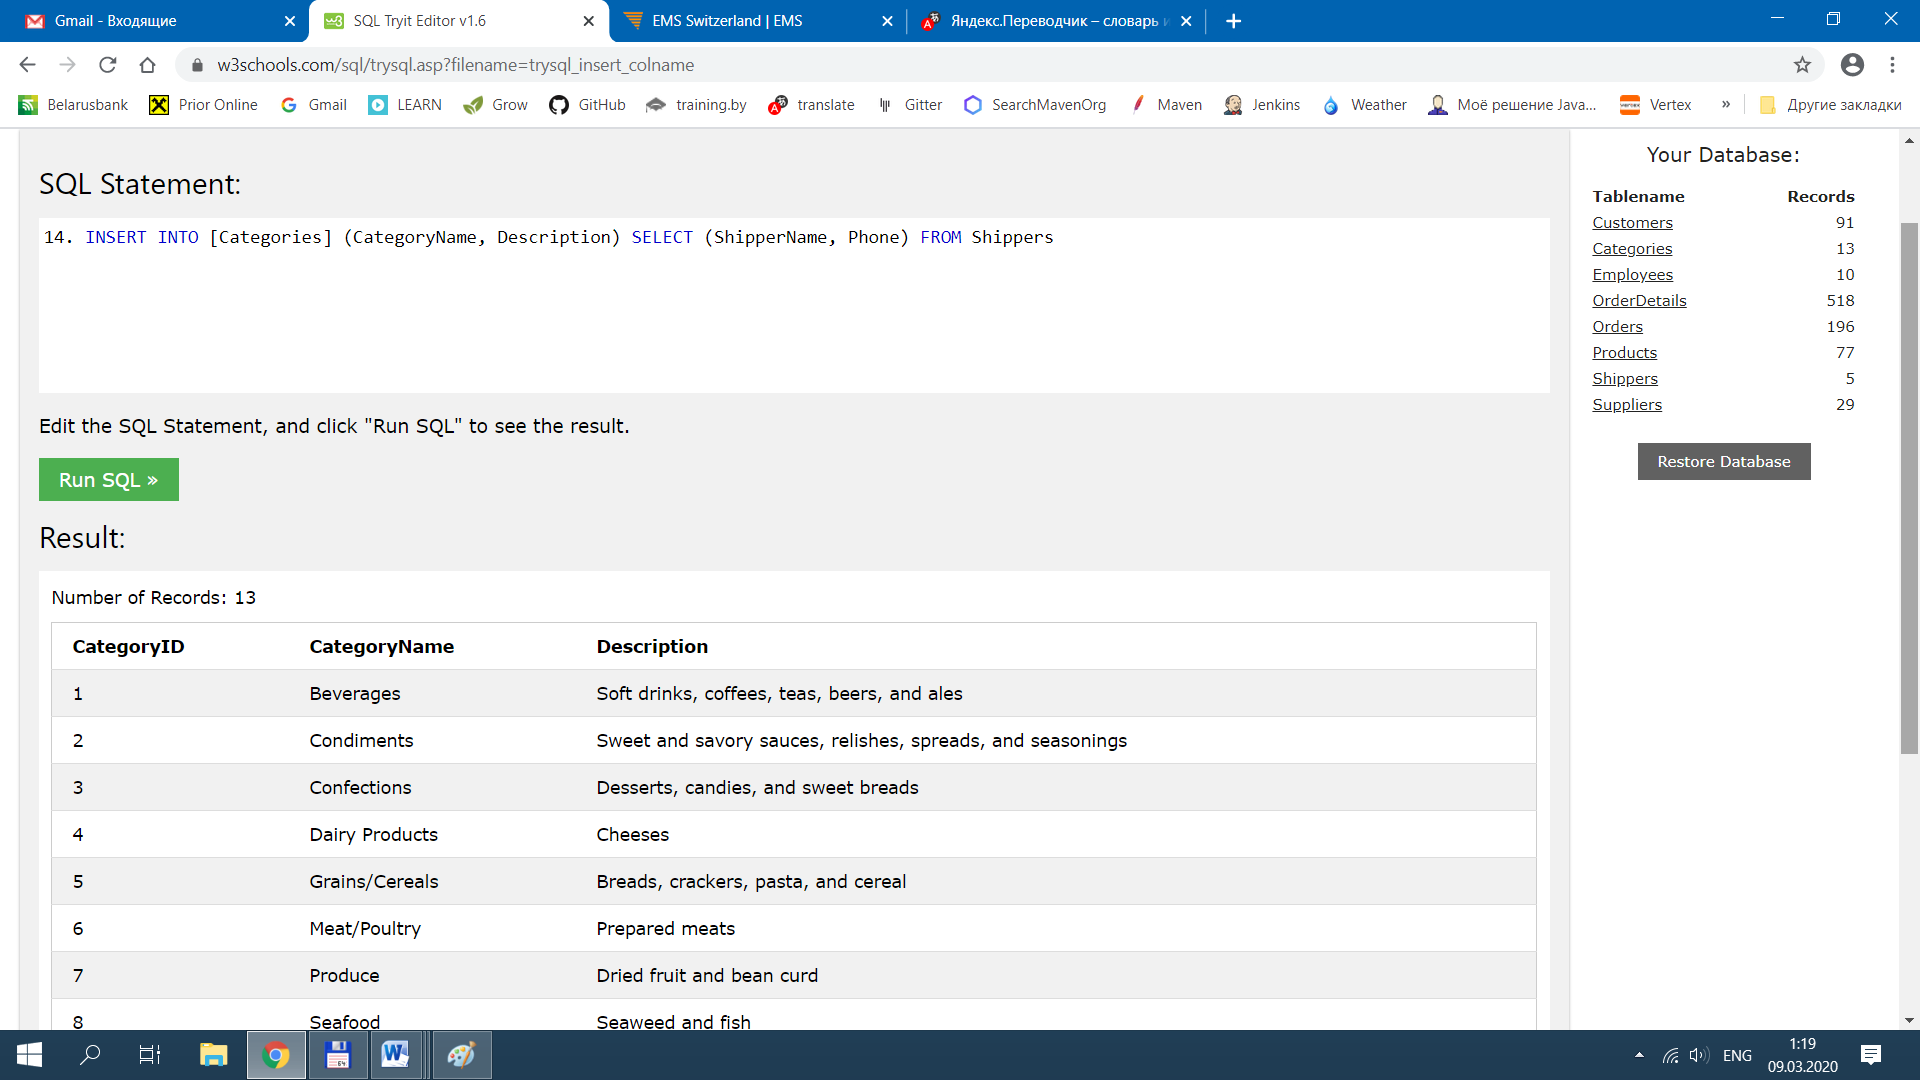 Gmail - Входящие
SQL Tryit Editor v1.6
EMS Switzerland | EMS
Яндекс.Переводчик – словарь
w3schools.com/sql/trysql.asp?filename=trysql_insert_colname
Belarusbank Prior Online Gmail LEARN Grow GitHub training.by translate Gitter SearchMavenOrg Maven Jenkins Weather Моё решение Java... Vertex » Другие закладки
SQL Statement:
14. INSERT INTO [Categories] (CategoryName, Description) SELECT (ShipperName, Phone) FROM Shippers
Edit the SQL Statement, and click "Run SQL" to see the result.
Run SQL »
Result:
Number of Records: 13
CategoryID CategoryName Description
1 Beverages Soft drinks, coffees, teas, beers, and ales
2 Condiments Sweet and savory sauces, relishes, spreads, and seasonings
3 Confections Desserts, candies, and sweet breads
4 Dairy Products Cheeses
5 Grains/Cereals Breads, crackers, pasta, and cereal
6 Meat/Poultry Prepared meats
7 Produce Dried fruit and bean curd
8 Seafood Seaweed and fish
Your Database:
Tablename Records
Customers 91
Categories 13
Employees 10
OrderDetails 518
Orders 196
Products 77
Shippers 5
Suppliers 29
Restore Database
ENG
1:19
09.03.2020